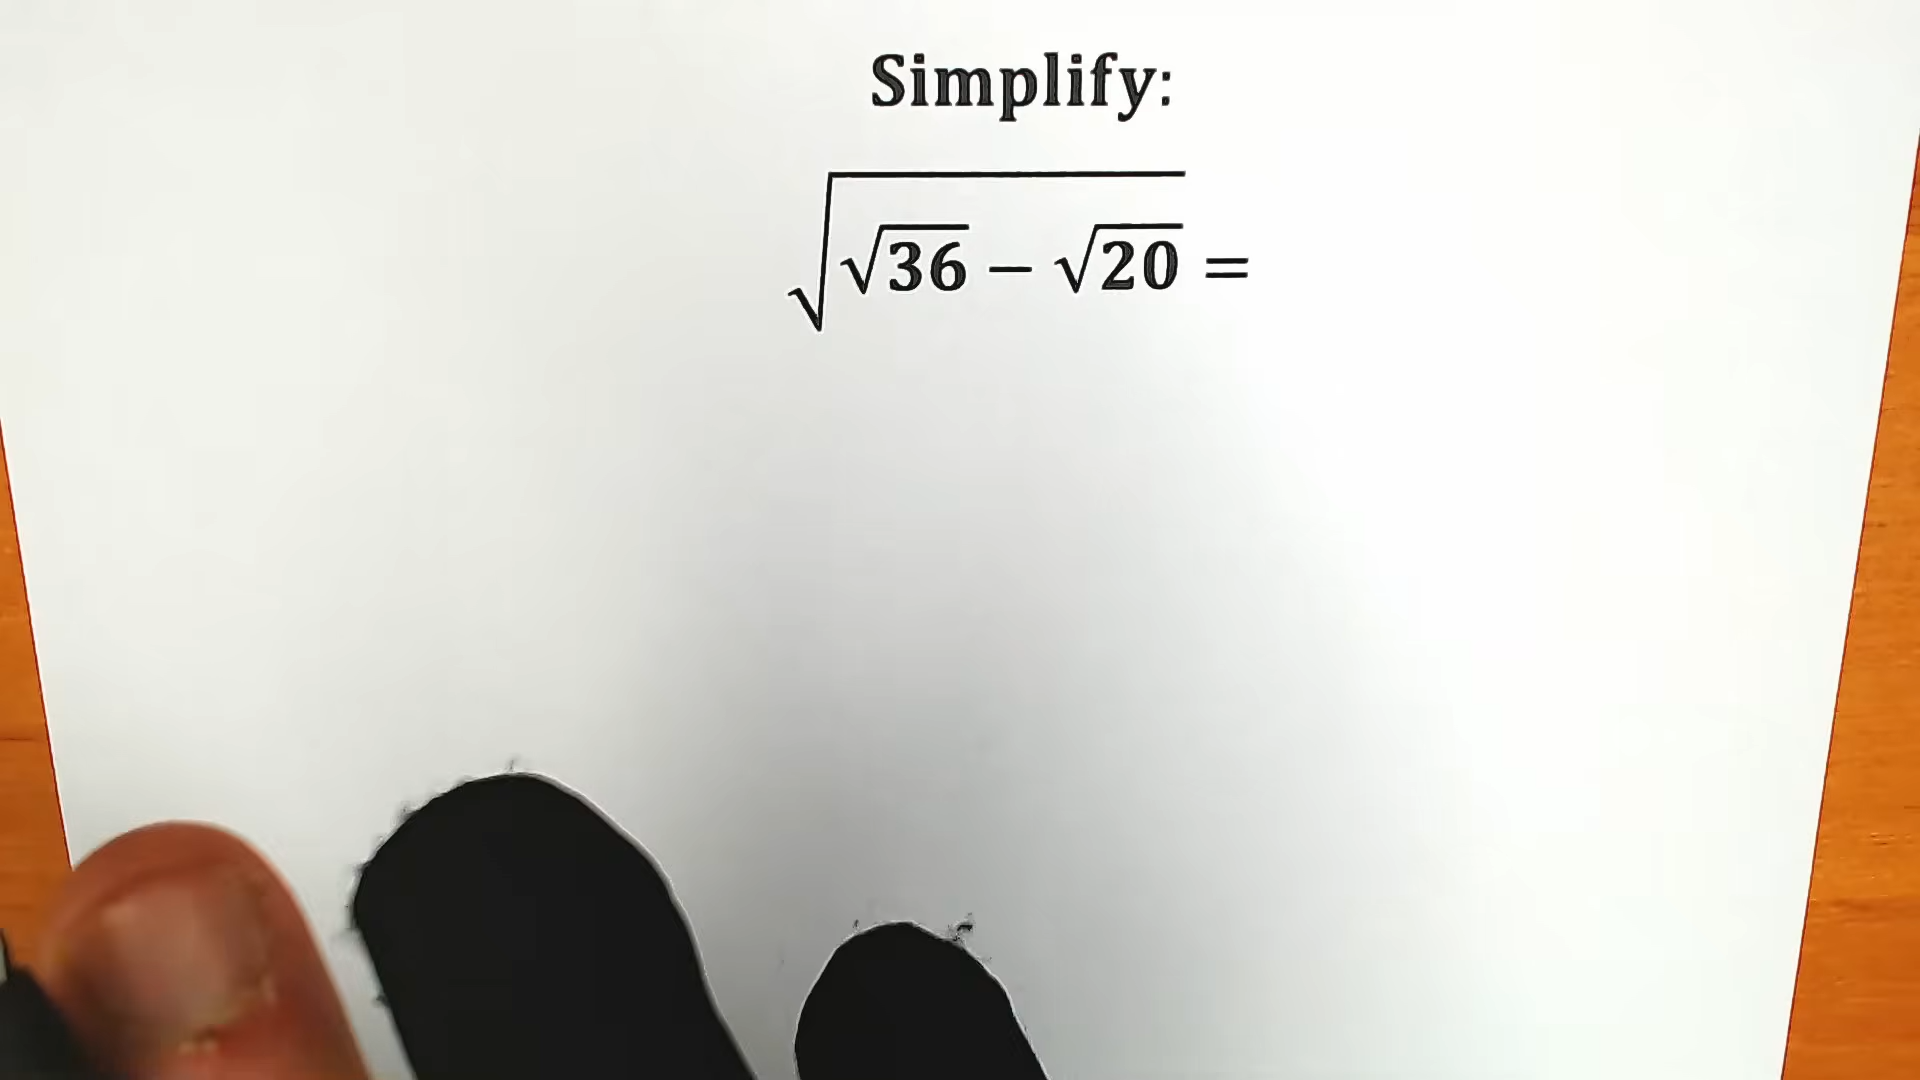 Simplify:
√(√36 − √20) =